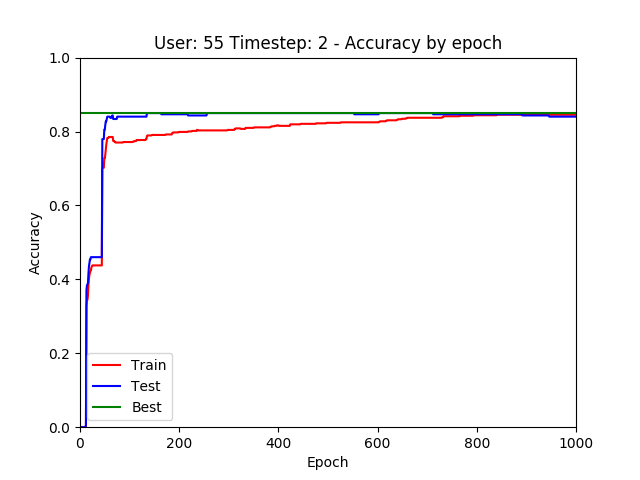 User: 55 Timestep: 2 - Accuracy by epoch
1.0
0.8
0.6
0.4
0.2
0.0
Accuracy
Train
Test
Best
0 200 400 600 800 1000
Epoch